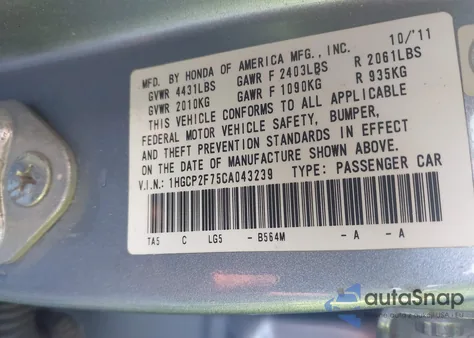 10/'11
MFD. BY HONDA OF AMERICA MFG., INC.
GVWR 4431LBS GAWR F 2403LBS R 2061LBS
GVWR 2010KG GAWR F 1090KG R 935KG
THIS VEHICLE CONFORMS TO ALL APPLICABLE
FEDERAL MOTOR VEHICLE SAFETY, BUMPER,
AND THEFT PREVENTION STANDARDS IN EFFECT
ON THE DATE OF MANUFACTURE SHOWN ABOVE.
V.I.N.: 1HGCP2F75CA043239 TYPE: PASSENGER CAR
TA5 C LG5 - B564M - A - A
autoSnap